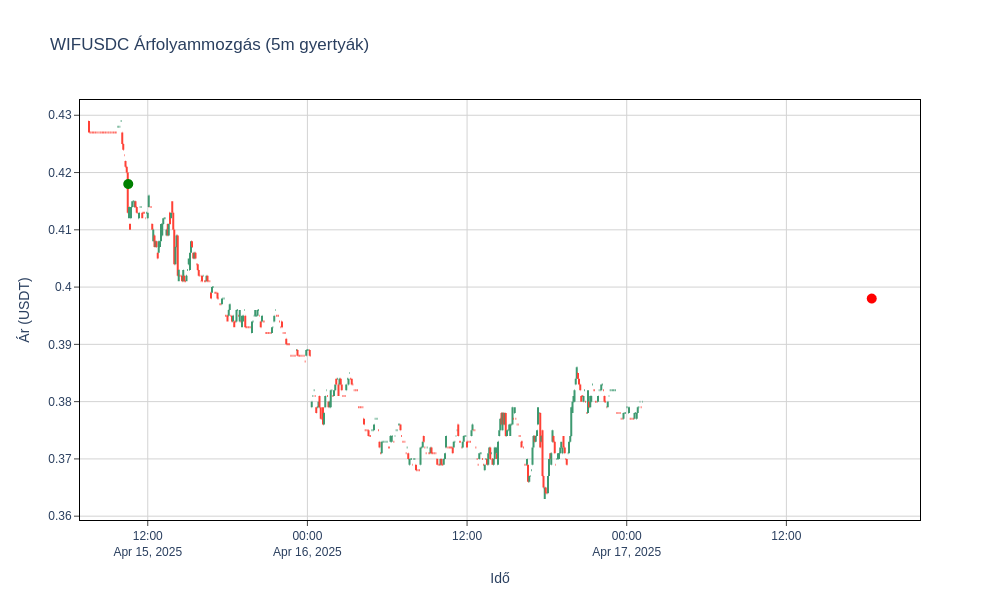 WIFUSDC Árfolyammozgás (5m gyertyák)
Ár (USDT)
0.43
0.42
0.41
0.4
0.39
0.38
0.37
0.36
12:00
Apr 15, 2025
00:00
Apr 16, 2025
12:00
00:00
Apr 17, 2025
12:00
Idő